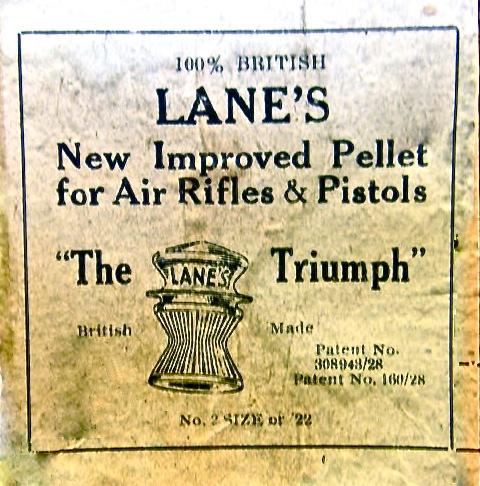 100% BRITISH
LANE'S
New Improved Pellet
for Air Rifles & Pistols
"The Triumph"
LANE'S
British Made
Patent No.
308943/28
Patent No. 160/28
No. 2 SIZE or '22